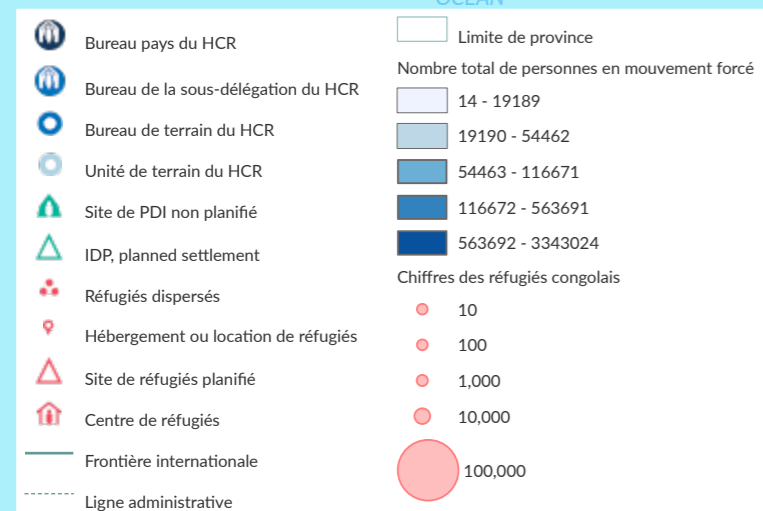 OCEAN
Bureau pays du HCR
Bureau de la sous-délégation du HCR
Bureau de terrain du HCR
Unité de terrain du HCR
Site de PDI non planifié
IDP, planned settlement
Réfugiés dispersés
Hébergement ou location de réfugiés
Site de réfugiés planifié
Centre de réfugiés
Frontière internationale
Ligne administrative
Limite de province
Nombre total de personnes en mouvement forcé
14 - 19189
19190 - 54462
54463 - 116671
116672 - 563691
563692 - 3343024
Chiffres des réfugiés congolais
10
100
1,000
10,000
100,000